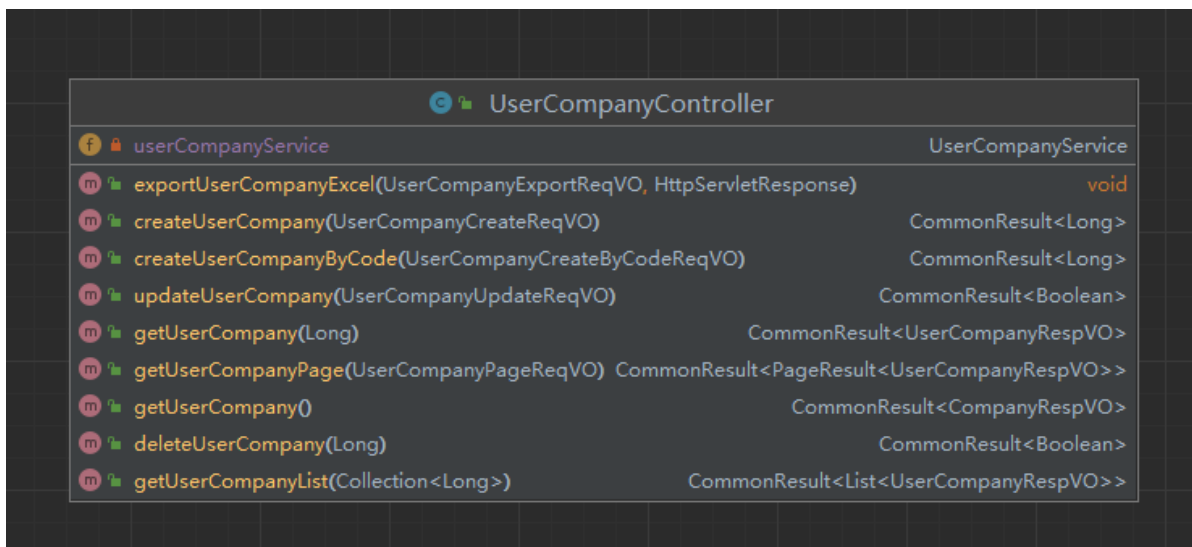 UserCompanyController
userCompanyService UserCompanyService
exportUserCompanyExcel(UserCompanyExportReqVO, HttpServletResponse) void
createUserCompany(UserCompanyCreateReqVO) CommonResult<Long>
createUserCompanyByCode(UserCompanyCreateByCodeReqVO) CommonResult<Long>
updateUserCompany(UserCompanyUpdateReqVO) CommonResult<Boolean>
getUserCompany(Long) CommonResult<UserCompanyRespVO>
getUserCompanyPage(UserCompanyPageReqVO) CommonResult<PageResult<UserCompanyRespVO>>
getUserCompany() CommonResult<CompanyRespVO>
deleteUserCompany(Long) CommonResult<Boolean>
getUserCompanyList(Collection<Long>) CommonResult<List<UserCompanyRespVO>>